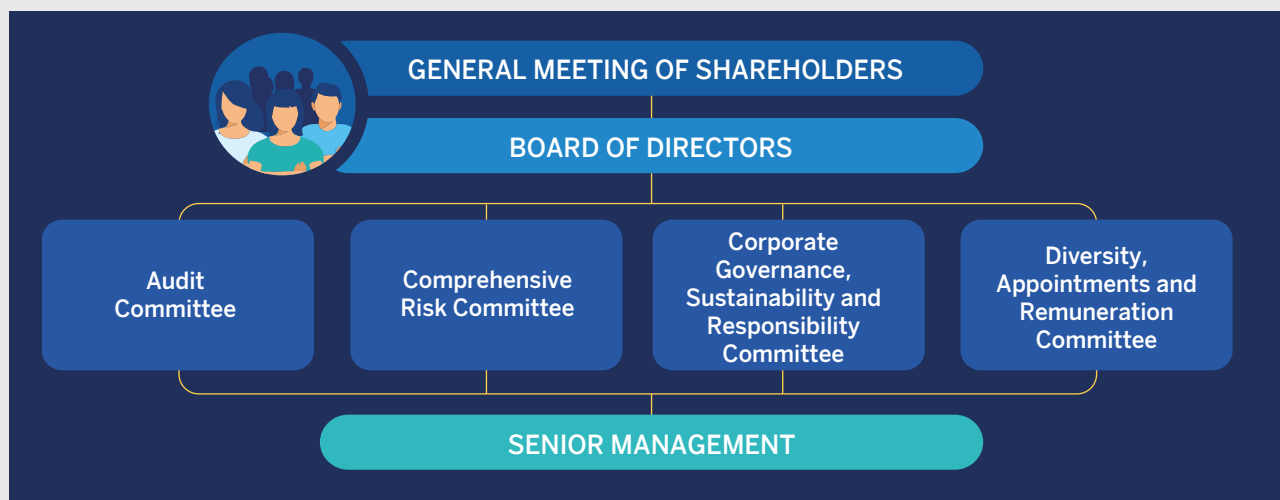 GENERAL MEETING OF SHAREHOLDERS
BOARD OF DIRECTORS
Audit
Committee
Comprehensive
Risk Committee
Corporate
Governance,
Sustainability and
Responsibility
Committee
Diversity,
Appointments and
Remuneration
Committee
SENIOR MANAGEMENT